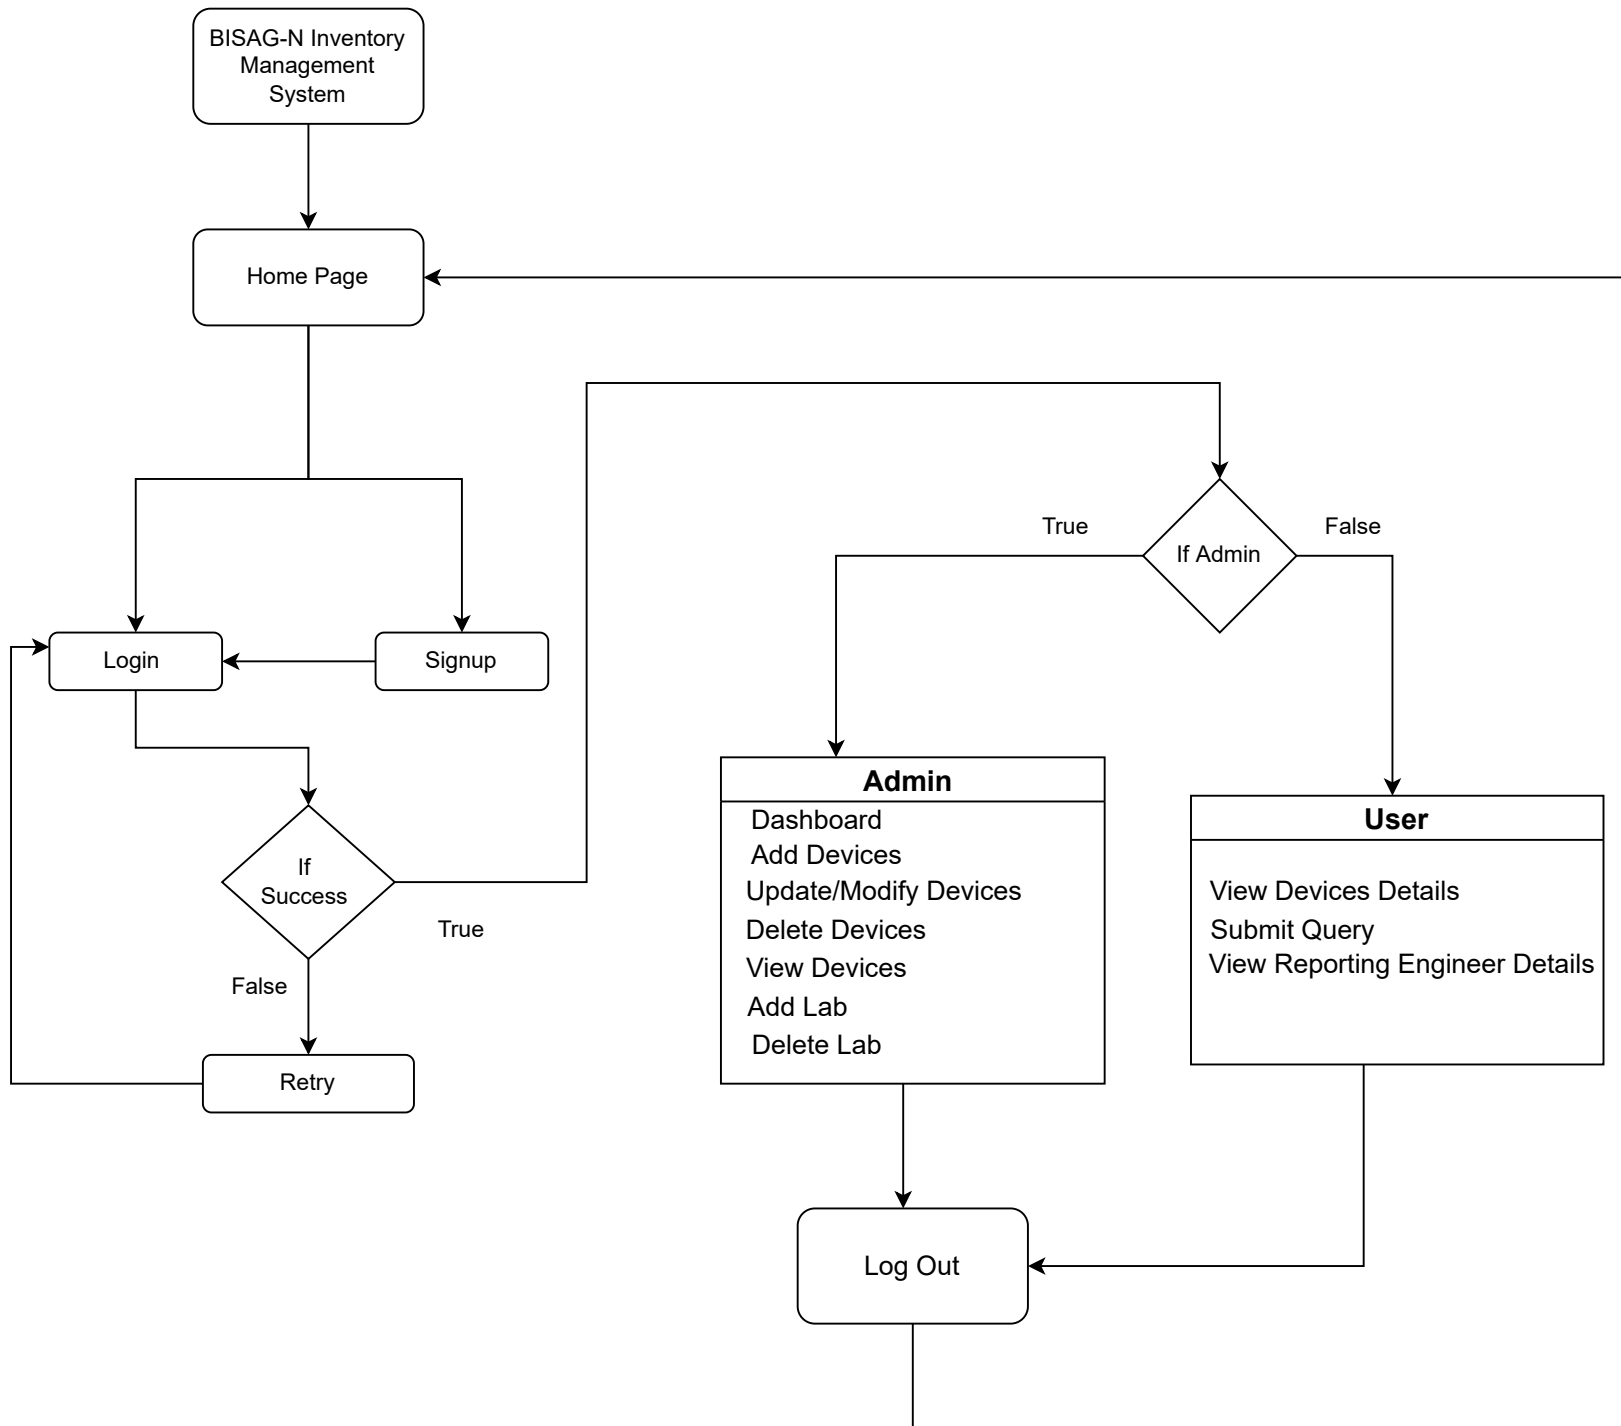 BISAG-N Inventory
Management
System
Home Page
True
False
If Admin
Login
Signup
Admin
Dashboard
Add Devices
Update/Modify Devices
Delete Devices
View Devices
Add Lab
Delete Lab
User
View Devices Details
Submit Query
View Reporting Engineer Details
If
Success
True
False
Retry
Log Out